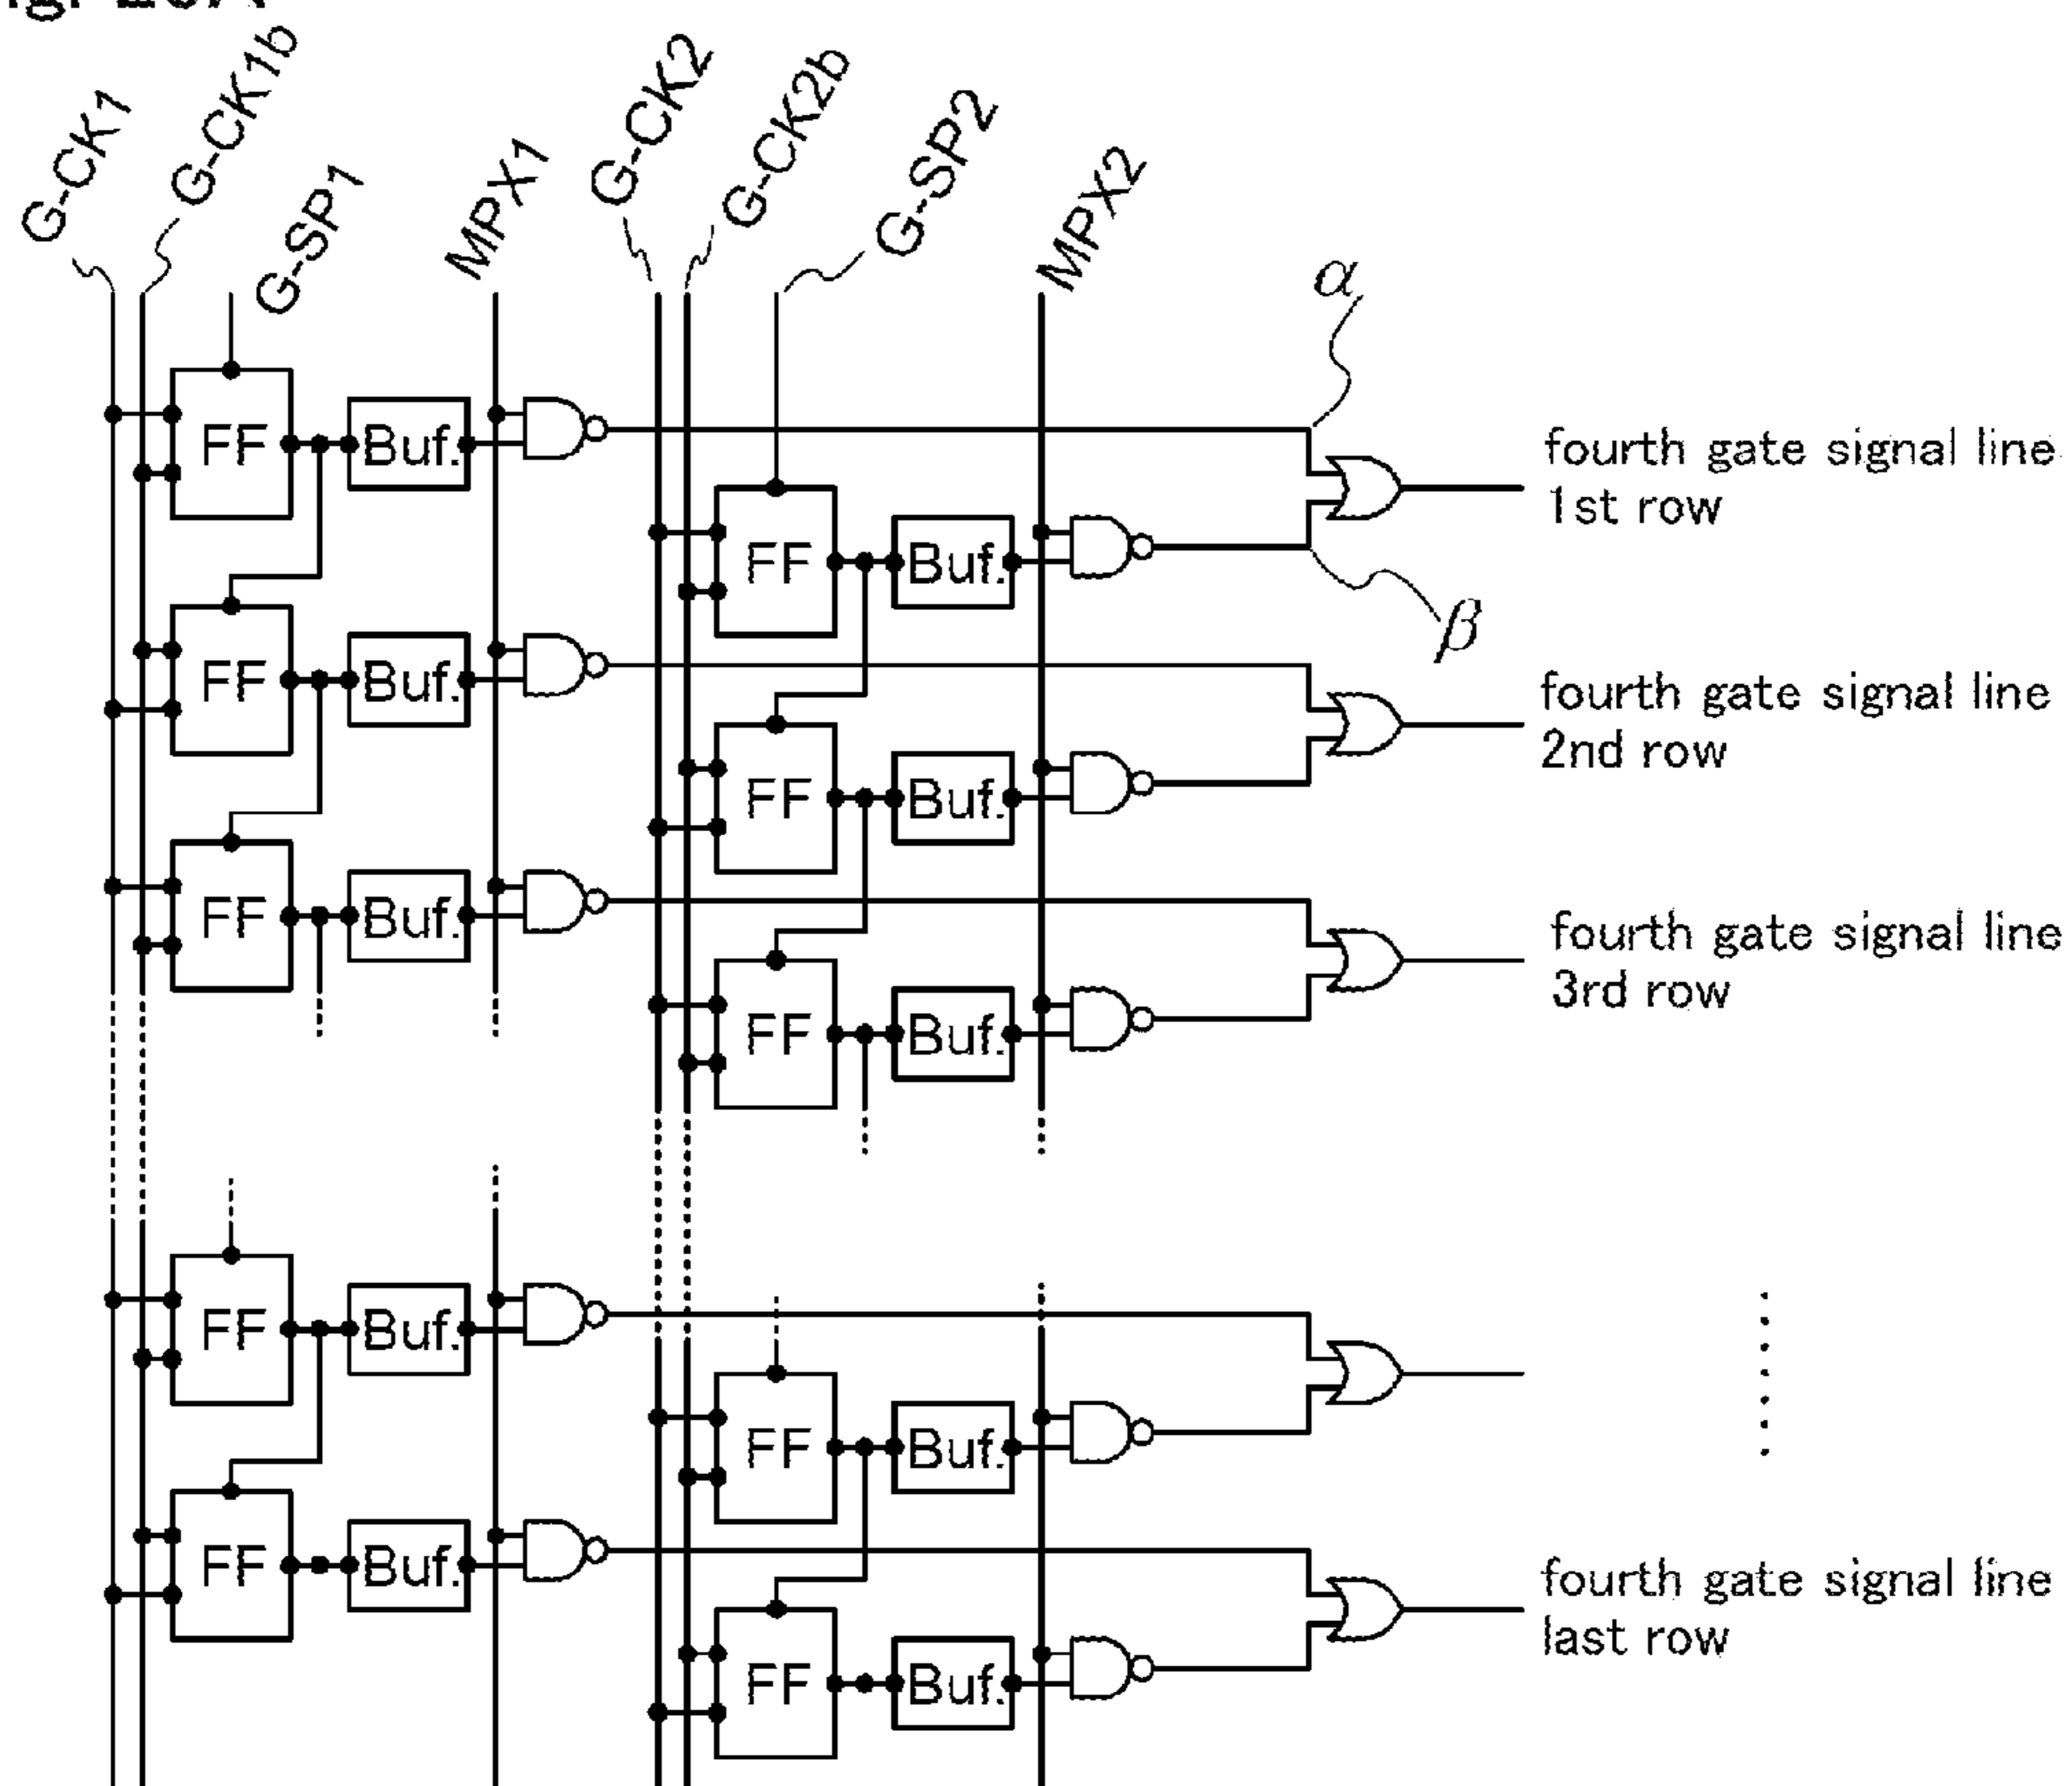 G-CK1
G-CK1b
G-SP1
MPX1
G-CK2
G-CK2b
G-SP2
MPX2
α
FF
Buf.
fourth gate signal line
1st row
FF
Buf.
β
FF
Buf.
fourth gate signal line
2nd row
FF
Buf.
FF
Buf.
fourth gate signal line
3rd row
FF
Buf.
FF
Buf.
FF
Buf.
FF
Buf.
fourth gate signal line
last row
FF
Buf.